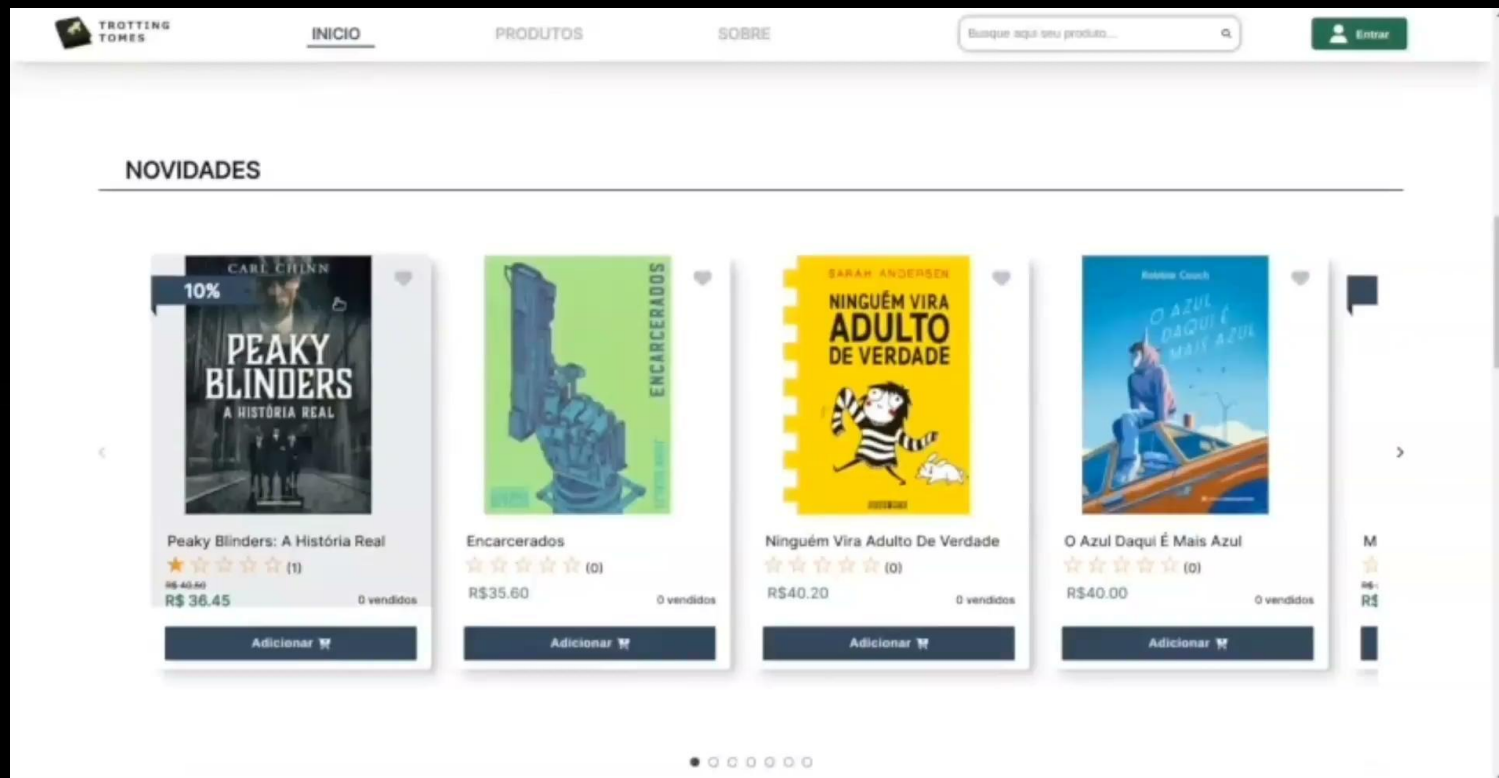 TROTTING
TOMES
INICIO
PRODUTOS
SOBRE
Busque aqui seu produto...
Entrar
NOVIDADES
10%
CARL CHINN
PEAKY
BLINDERS
A HISTÓRIA REAL
ENCARCERADOS
SARAH ANDERSEN
NINGUÉM VIRA
ADULTO
DE VERDADE
Robbie Couch
O AZUL
DAQUI É
MAIS AZUL
Peaky Blinders: A História Real
(1)
R$ 40.50
R$ 36.45
0 vendidos
Adicionar
Encarcerados
(0)
R$35.60
0 vendidos
Adicionar
Ninguém Vira Adulto De Verdade
(0)
R$40.20
0 vendidos
Adicionar
O Azul Daqui É Mais Azul
(0)
R$40.00
0 vendidos
Adicionar
M
R$
R$